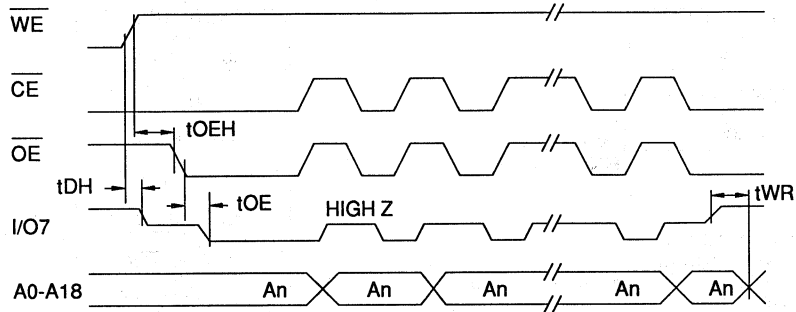 WE
CE
tOEH
OE
tDH
tOE
HIGH Z
tWR
I/O7
A0-A18
An
An
An
An
An